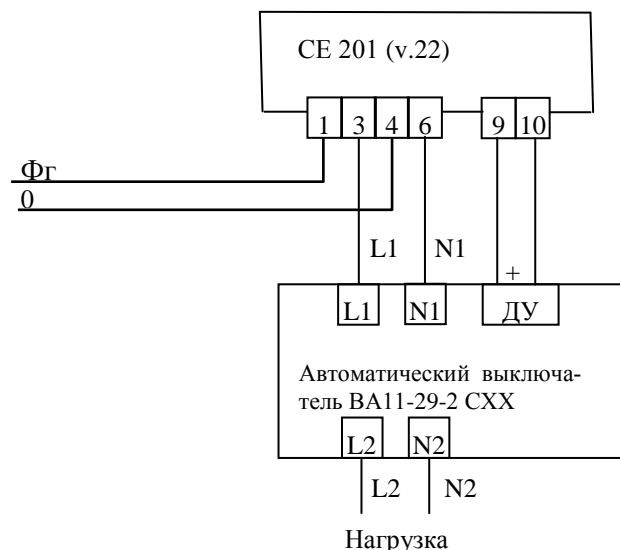 СЕ 201 (v.22)
1 3 4 6 9 10
Фг
0
L1 N1
+
L1 N1 ДУ
Автоматический выключа-
тель ВА11-29-2 СХХ
L2 N2
L2 N2
Нагрузка